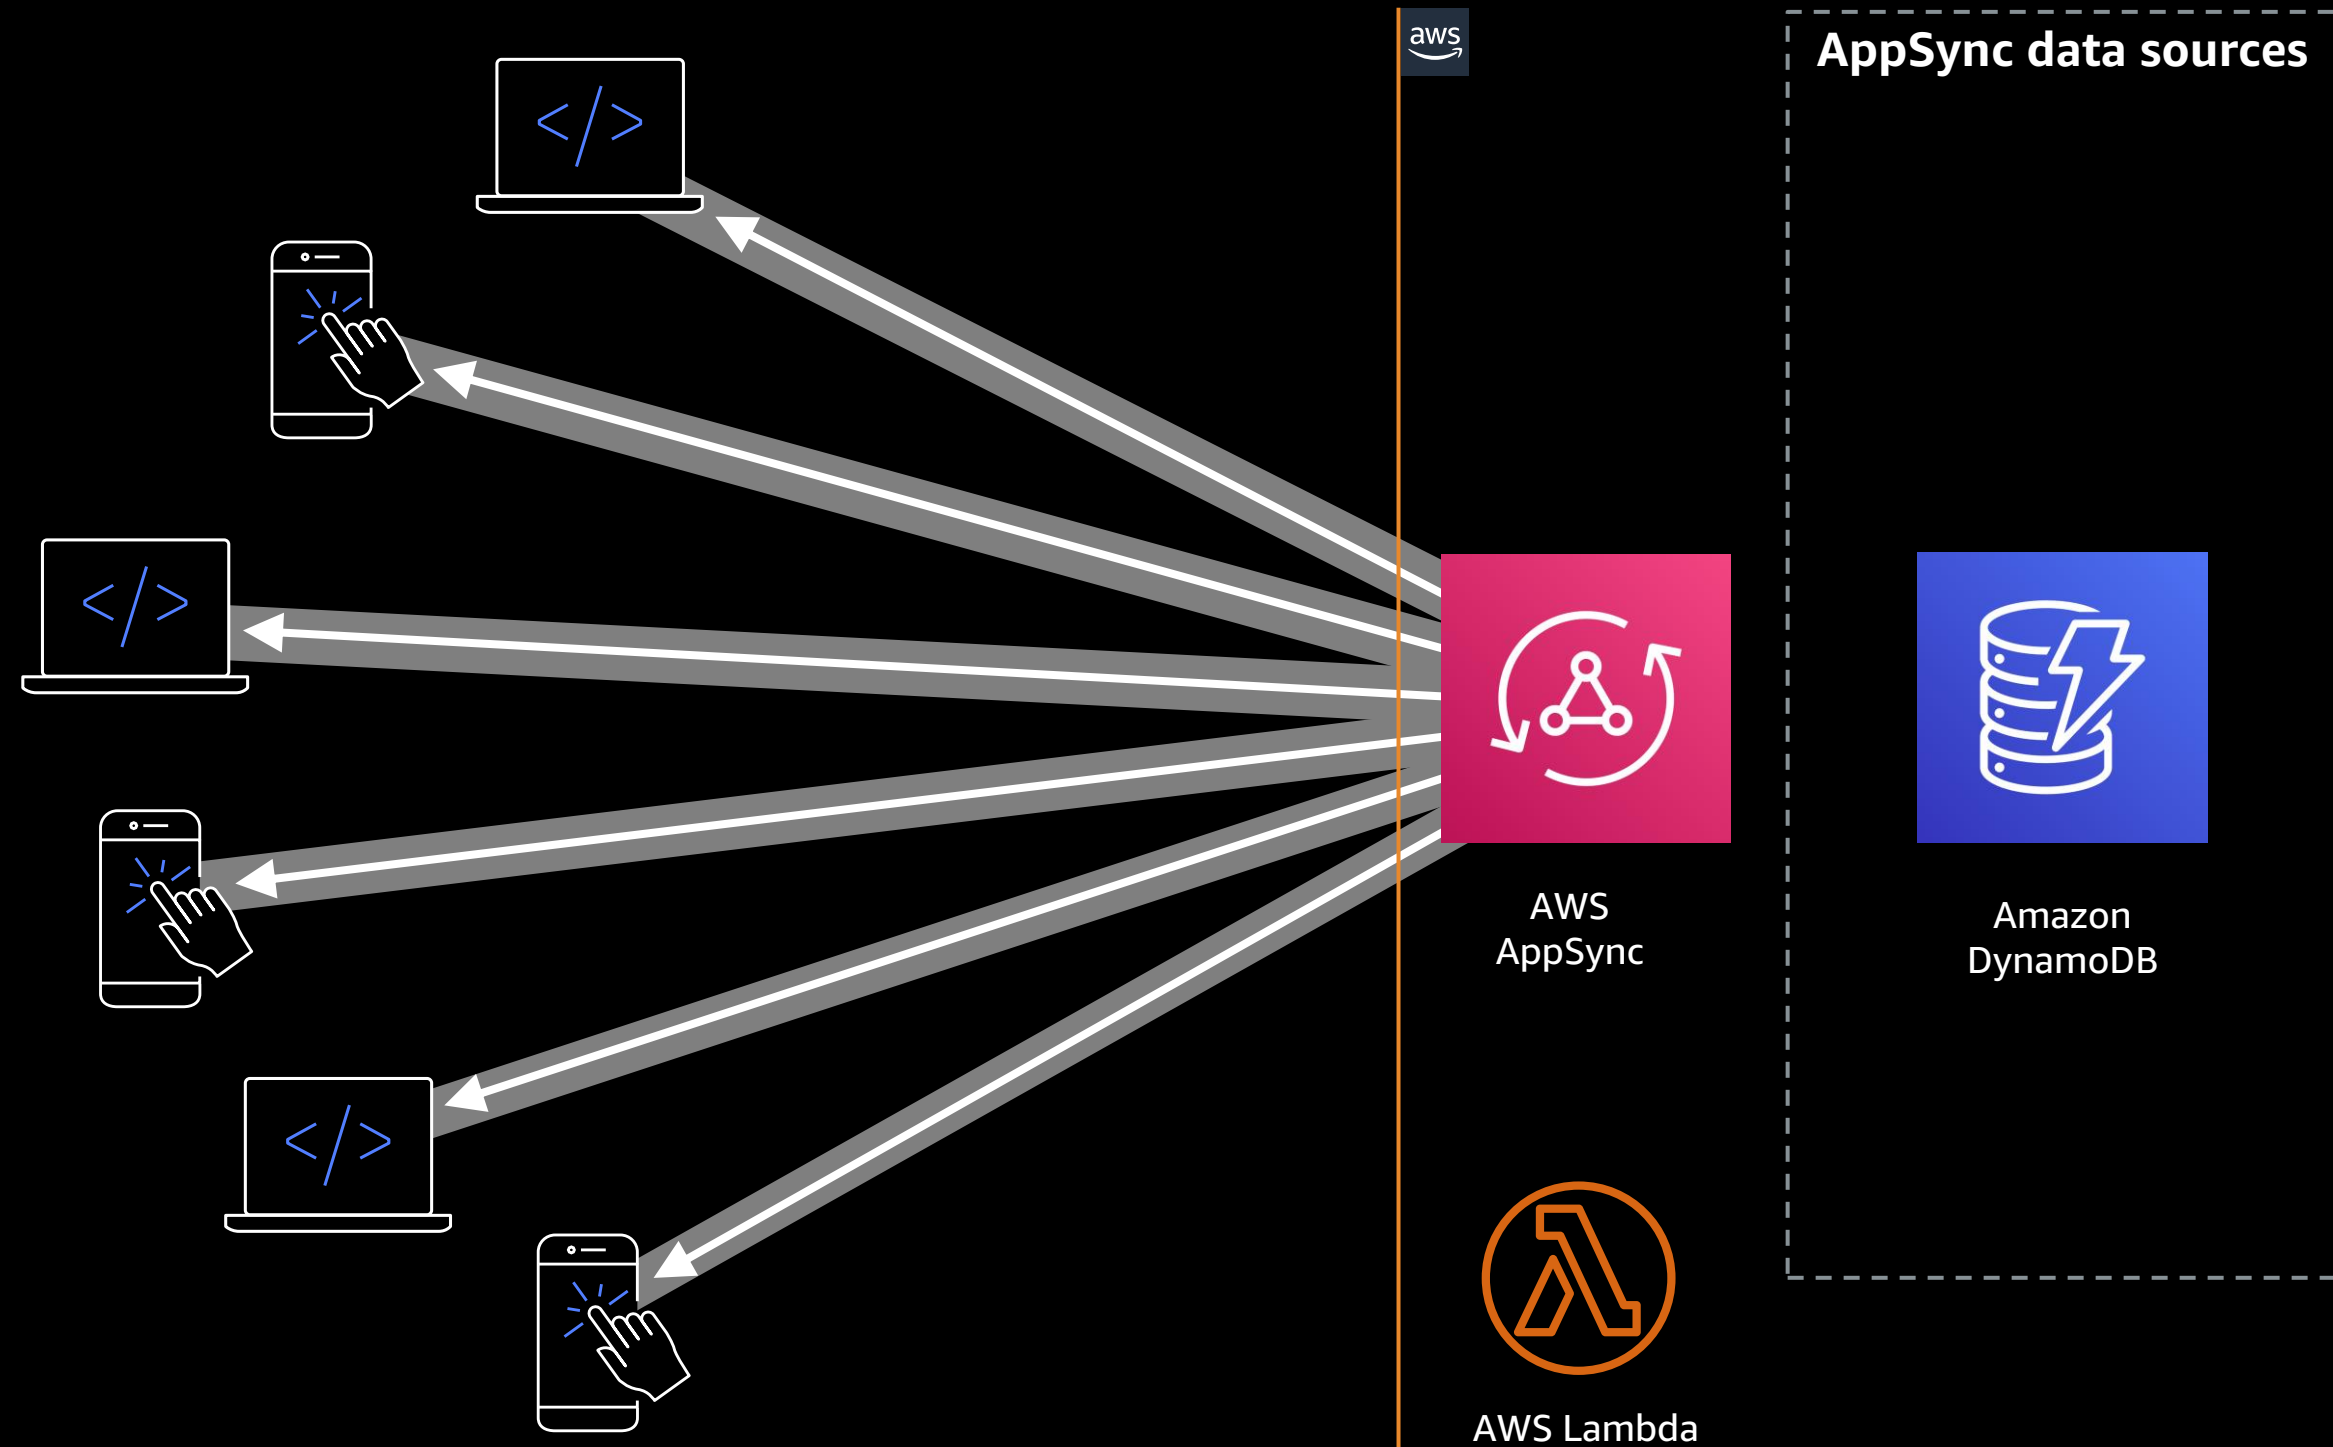 aws
AppSync data sources
AWS
AppSync
Amazon
DynamoDB
AWS Lambda